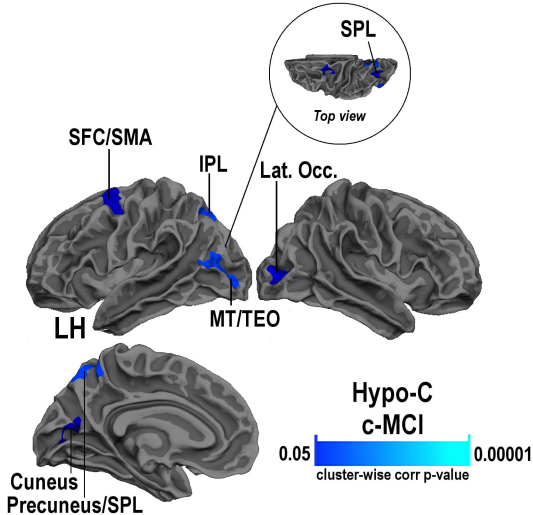 SPL
Top view
SFC/SMA
IPL
Lat. Occ.
MT/TEO
LH
Hypo-C
c-MCI
0.05
0.00001
cluster-wise corr p-value
Cuneus
Precuneus/SPL